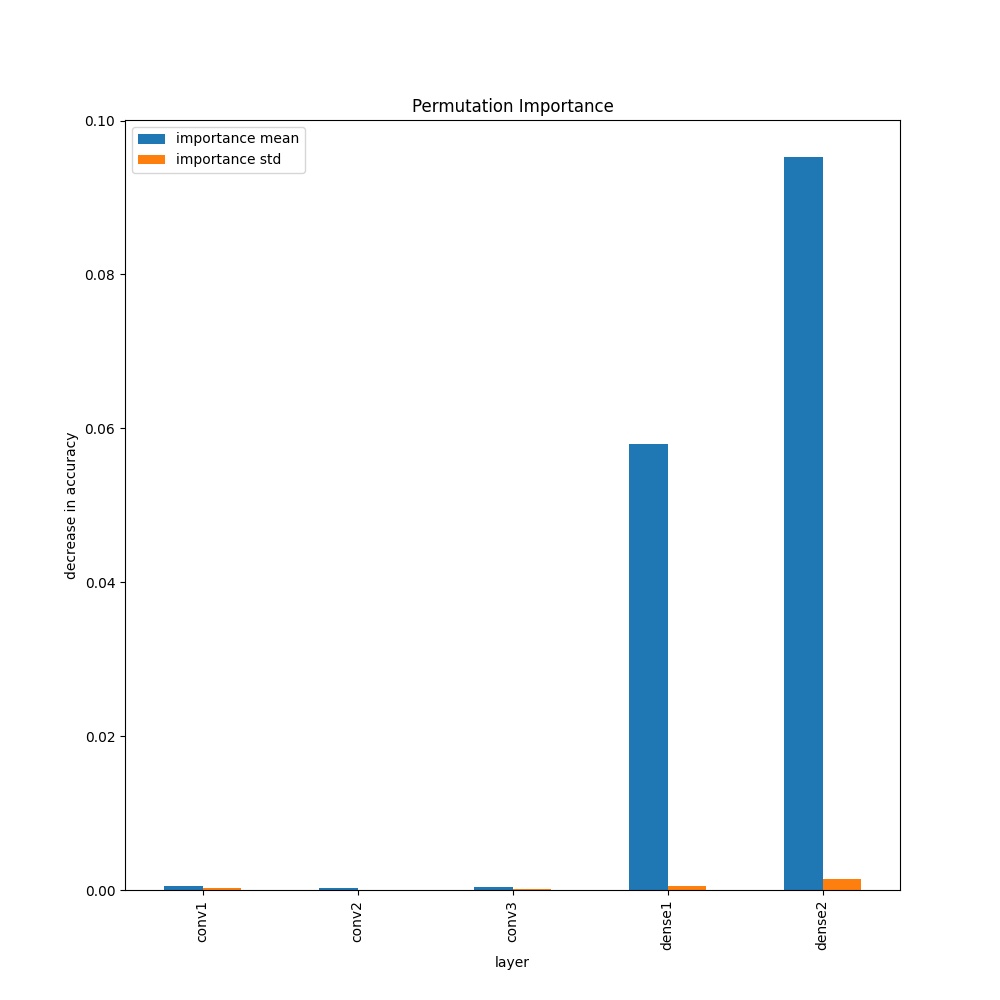 Permutation Importance
importance mean
importance std
0.10
0.08
0.06
0.04
0.02
0.00
decrease in accuracy
conv1
conv2
conv3
dense1
dense2
layer